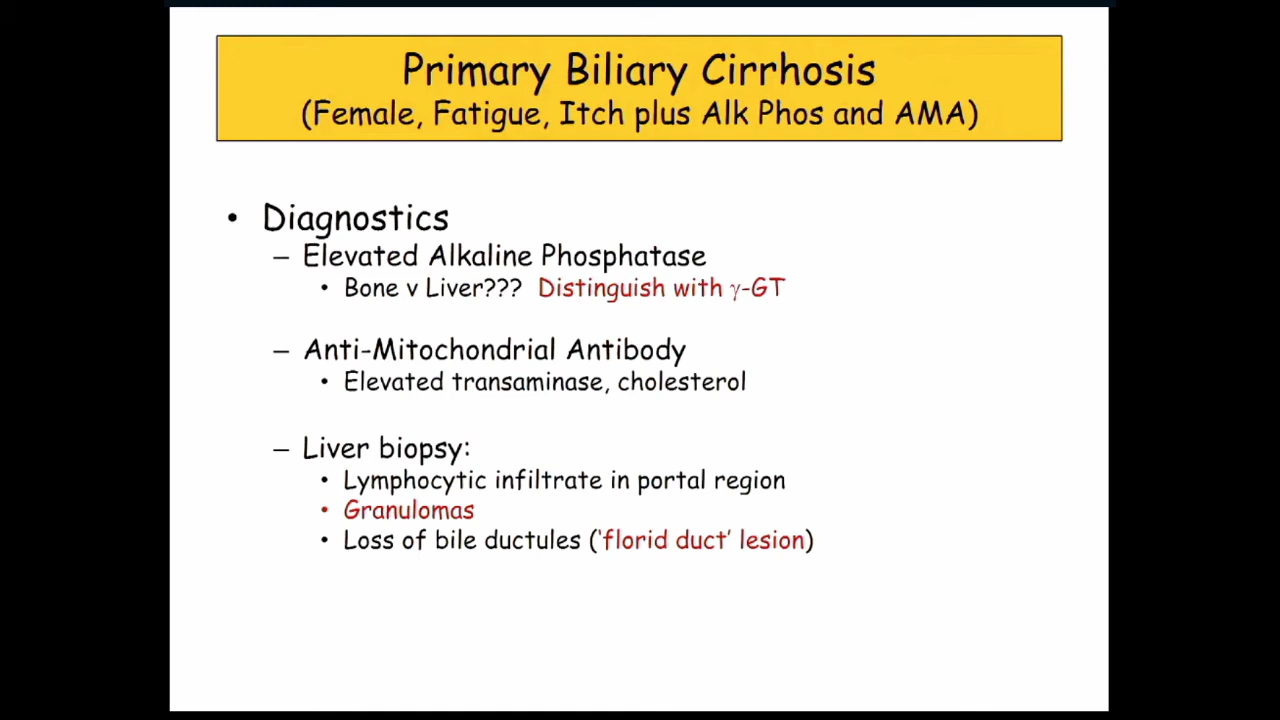 Primary Biliary Cirrhosis
(Female, Fatigue, Itch plus Alk Phos and AMA)
• Diagnostics
– Elevated Alkaline Phosphatase
• Bone v Liver??? Distinguish with γ-GT
– Anti-Mitochondrial Antibody
• Elevated transaminase, cholesterol
– Liver biopsy:
• Lymphocytic infiltrate in portal region
• Granulomas
• Loss of bile ductules (‘florid duct’ lesion)